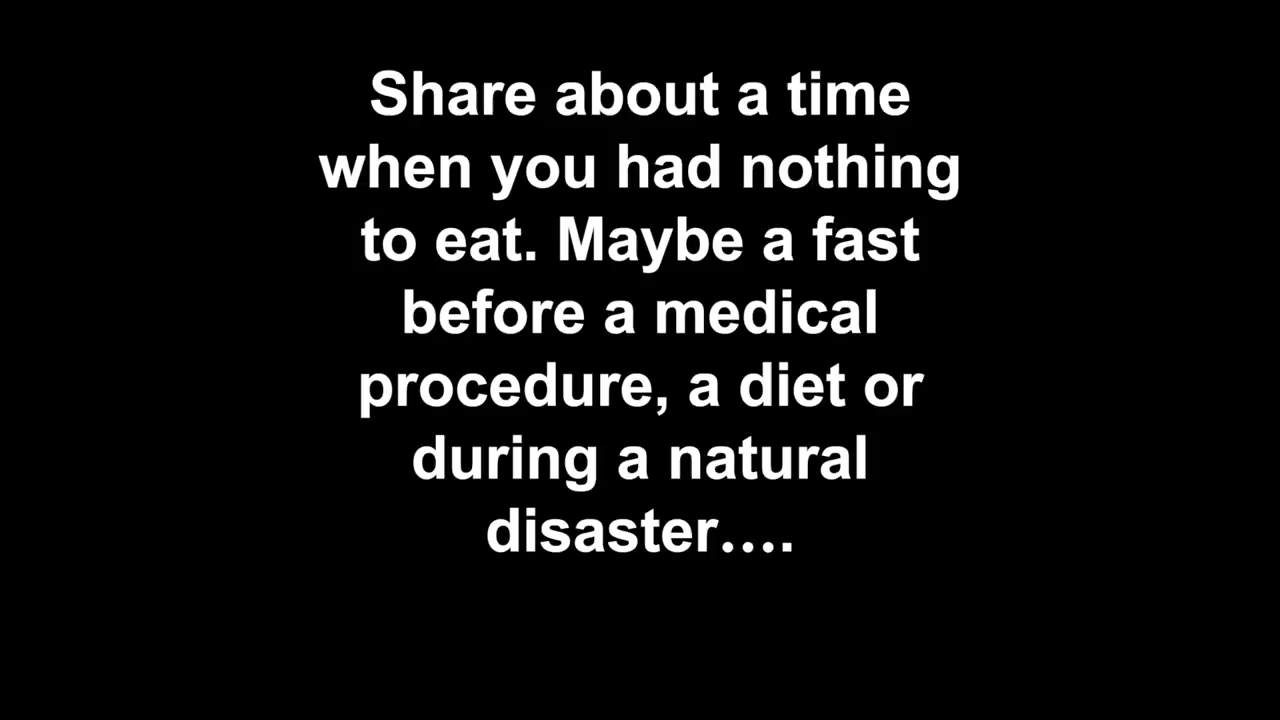 Share about a time
when you had nothing
to eat. Maybe a fast
before a medical
procedure, a diet or
during a natural
disaster….